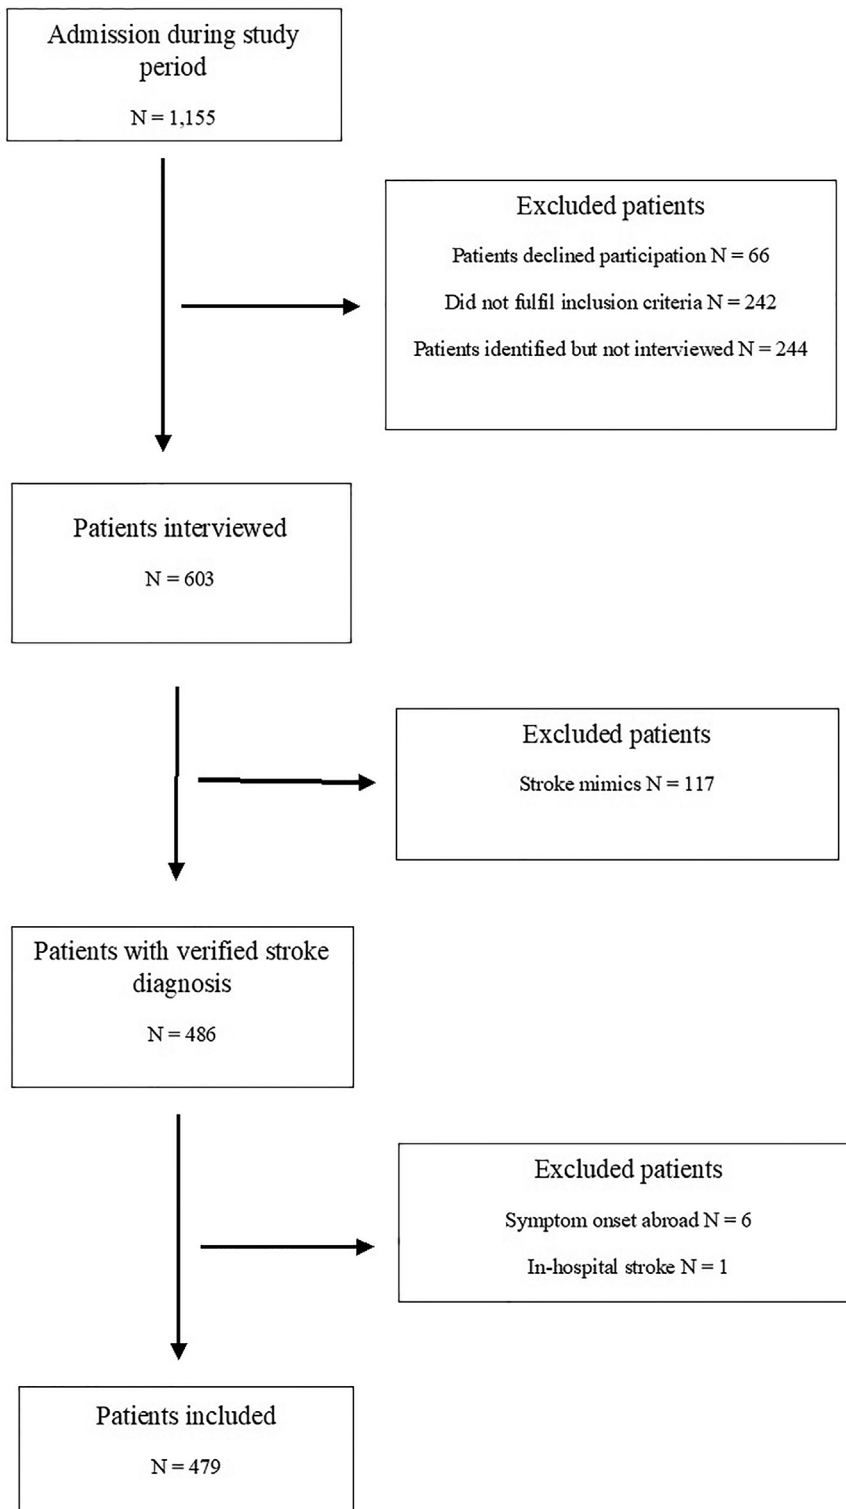 Admission during study
period
N = 1,155
Excluded patients
Patients declined participation N = 66
Did not fulfil inclusion criteria N = 242
Patients identified but not interviewed N = 244
Patients interviewed
N = 603
Excluded patients
Stroke mimics N = 117
Patients with verified stroke
diagnosis
N = 486
Excluded patients
Symptom onset abroad N = 6
In-hospital stroke N = 1
Patients included
N = 479